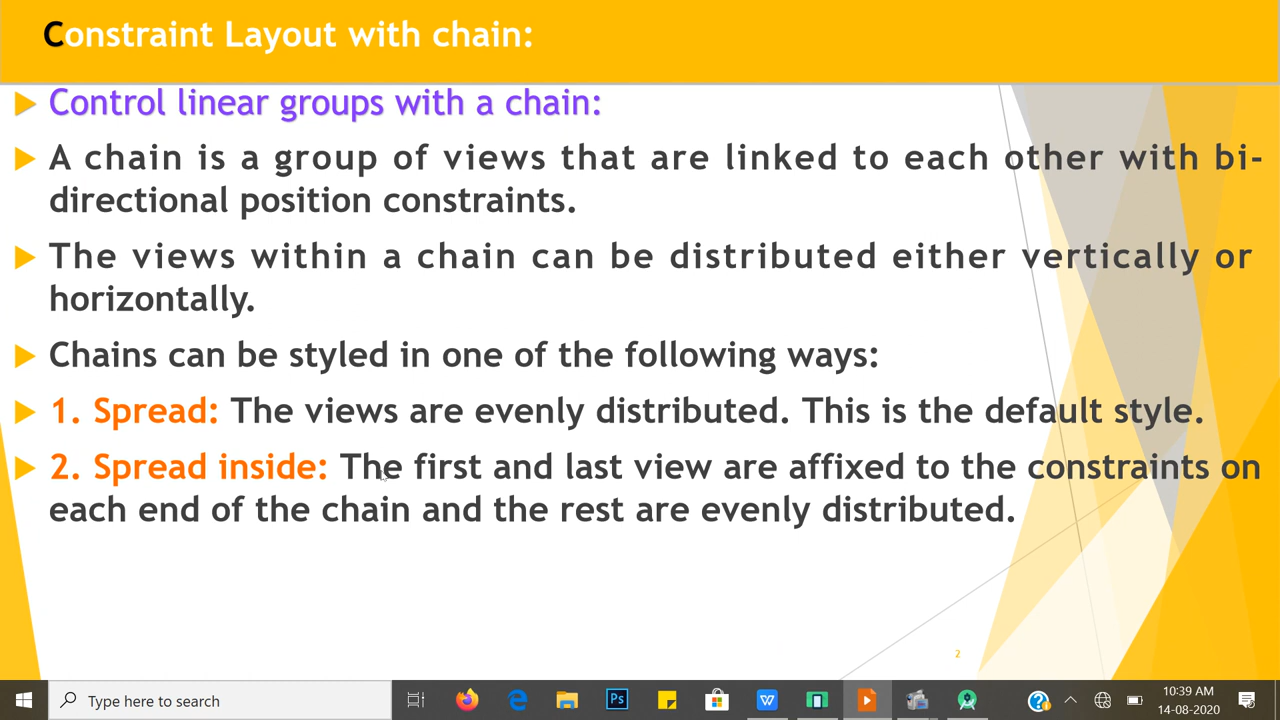 Constraint Layout with chain:
Control linear groups with a chain:
A chain is a group of views that are linked to each other with bi-
directional position constraints.
The views within a chain can be distributed either vertically or
horizontally.
Chains can be styled in one of the following ways:
1. Spread: The views are evenly distributed. This is the default style.
2. Spread inside: The first and last view are affixed to the constraints on
each end of the chain and the rest are evenly distributed.
2
Type here to search
Ps
W
10:39 AM
14-08-2020